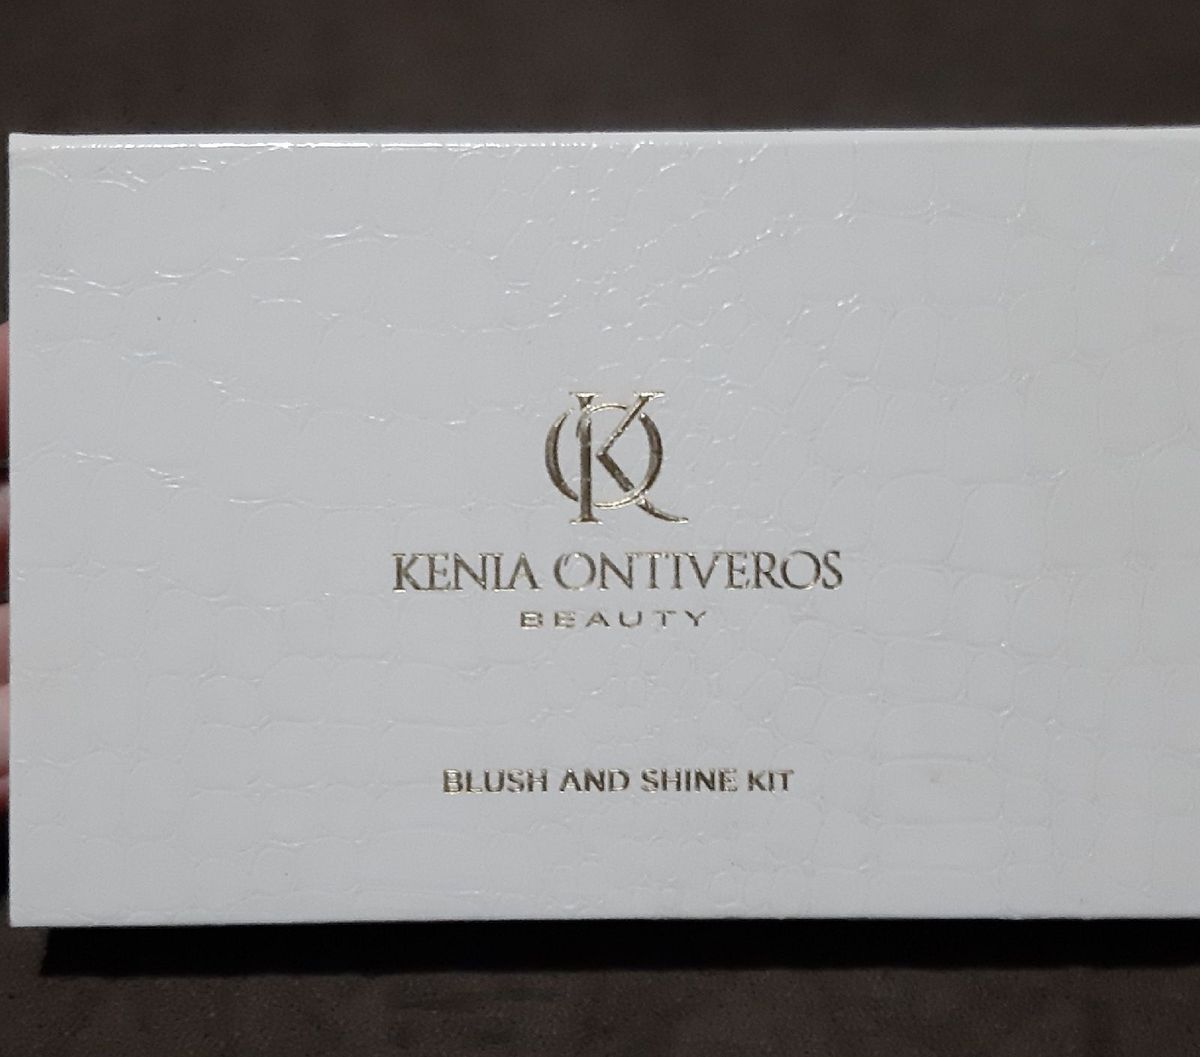 KO
KENIA ONTIVEROS
BEAUTY
BLUSH AND SHINE KIT